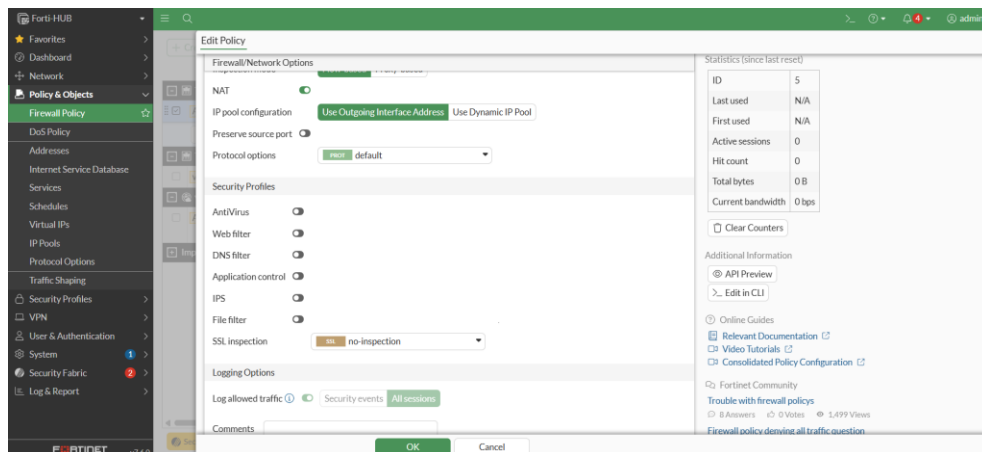 Forti-HUB
admin
4
Favorites
Dashboard
Network
Policy & Objects
Firewall Policy
DoS Policy
Addresses
Internet Service Database
Services
Schedules
Virtual IPs
IP Pools
Protocol Options
Traffic Shaping
Security Profiles
VPN
User & Authentication
System 1
Security Fabric 2
Log & Report
FORTINET
Edit Policy
Firewall/Network Options
NAT
IP pool configuration Use Outgoing Interface Address Use Dynamic IP Pool
Preserve source port
Protocol options PROT default
Security Profiles
AntiVirus
Web filter
DNS filter
Application control
IPS
File filter
SSL inspection SSL no-inspection
Logging Options
Log allowed traffic Security events All sessions
Comments
OK Cancel
Statistics (since last reset)
ID 5
Last used N/A
First used N/A
Active sessions 0
Hit count 0
Total bytes 0 B
Current bandwidth 0 bps
Clear Counters
Additional Information
API Preview
>_ Edit in CLI
Online Guides
Relevant Documentation
Video Tutorials
Consolidated Policy Configuration
Fortinet Community
Trouble with firewall policys
8 Answers 0 Votes 1,499 Views
Firewall policy denying all traffic question